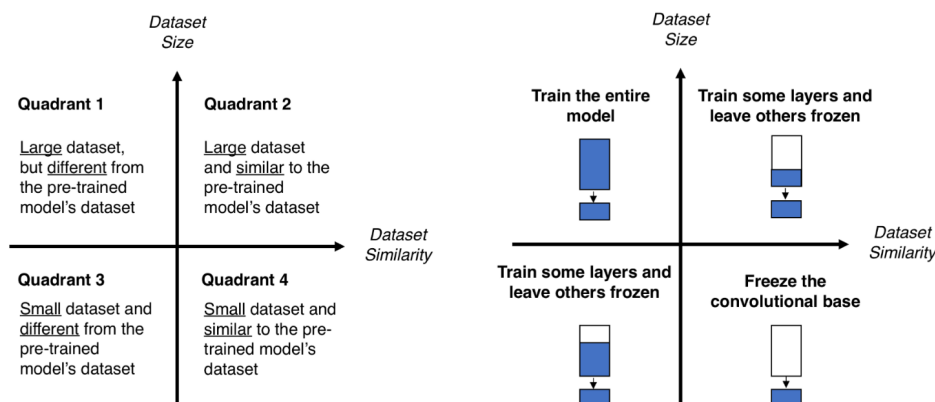 Dataset
Size
Quadrant 1
Large dataset,
but different from
the pre-trained
model's dataset
Quadrant 2
Large dataset
and similar to the
pre-trained
model's dataset
Dataset
Similarity
Quadrant 3
Small dataset and
different from the
pre-trained
model's dataset
Quadrant 4
Small dataset and
similar to the pre-
trained model's
dataset
Dataset
Size
Train the entire
model
Train some layers and
leave others frozen
Dataset
Similarity
Train some layers and
leave others frozen
Freeze the
convolutional base